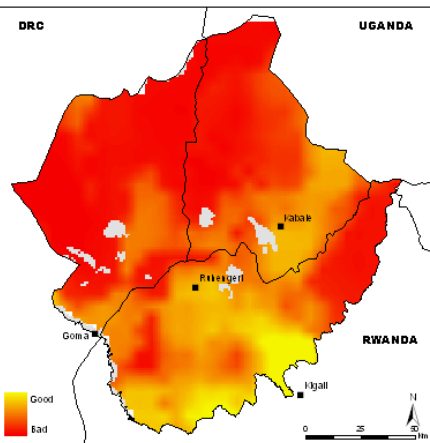 DRC
UGANDA
Kabale
Ruhengeri
Goma
RWANDA
Kigali
Good
Bad
N
0 25 50
Km